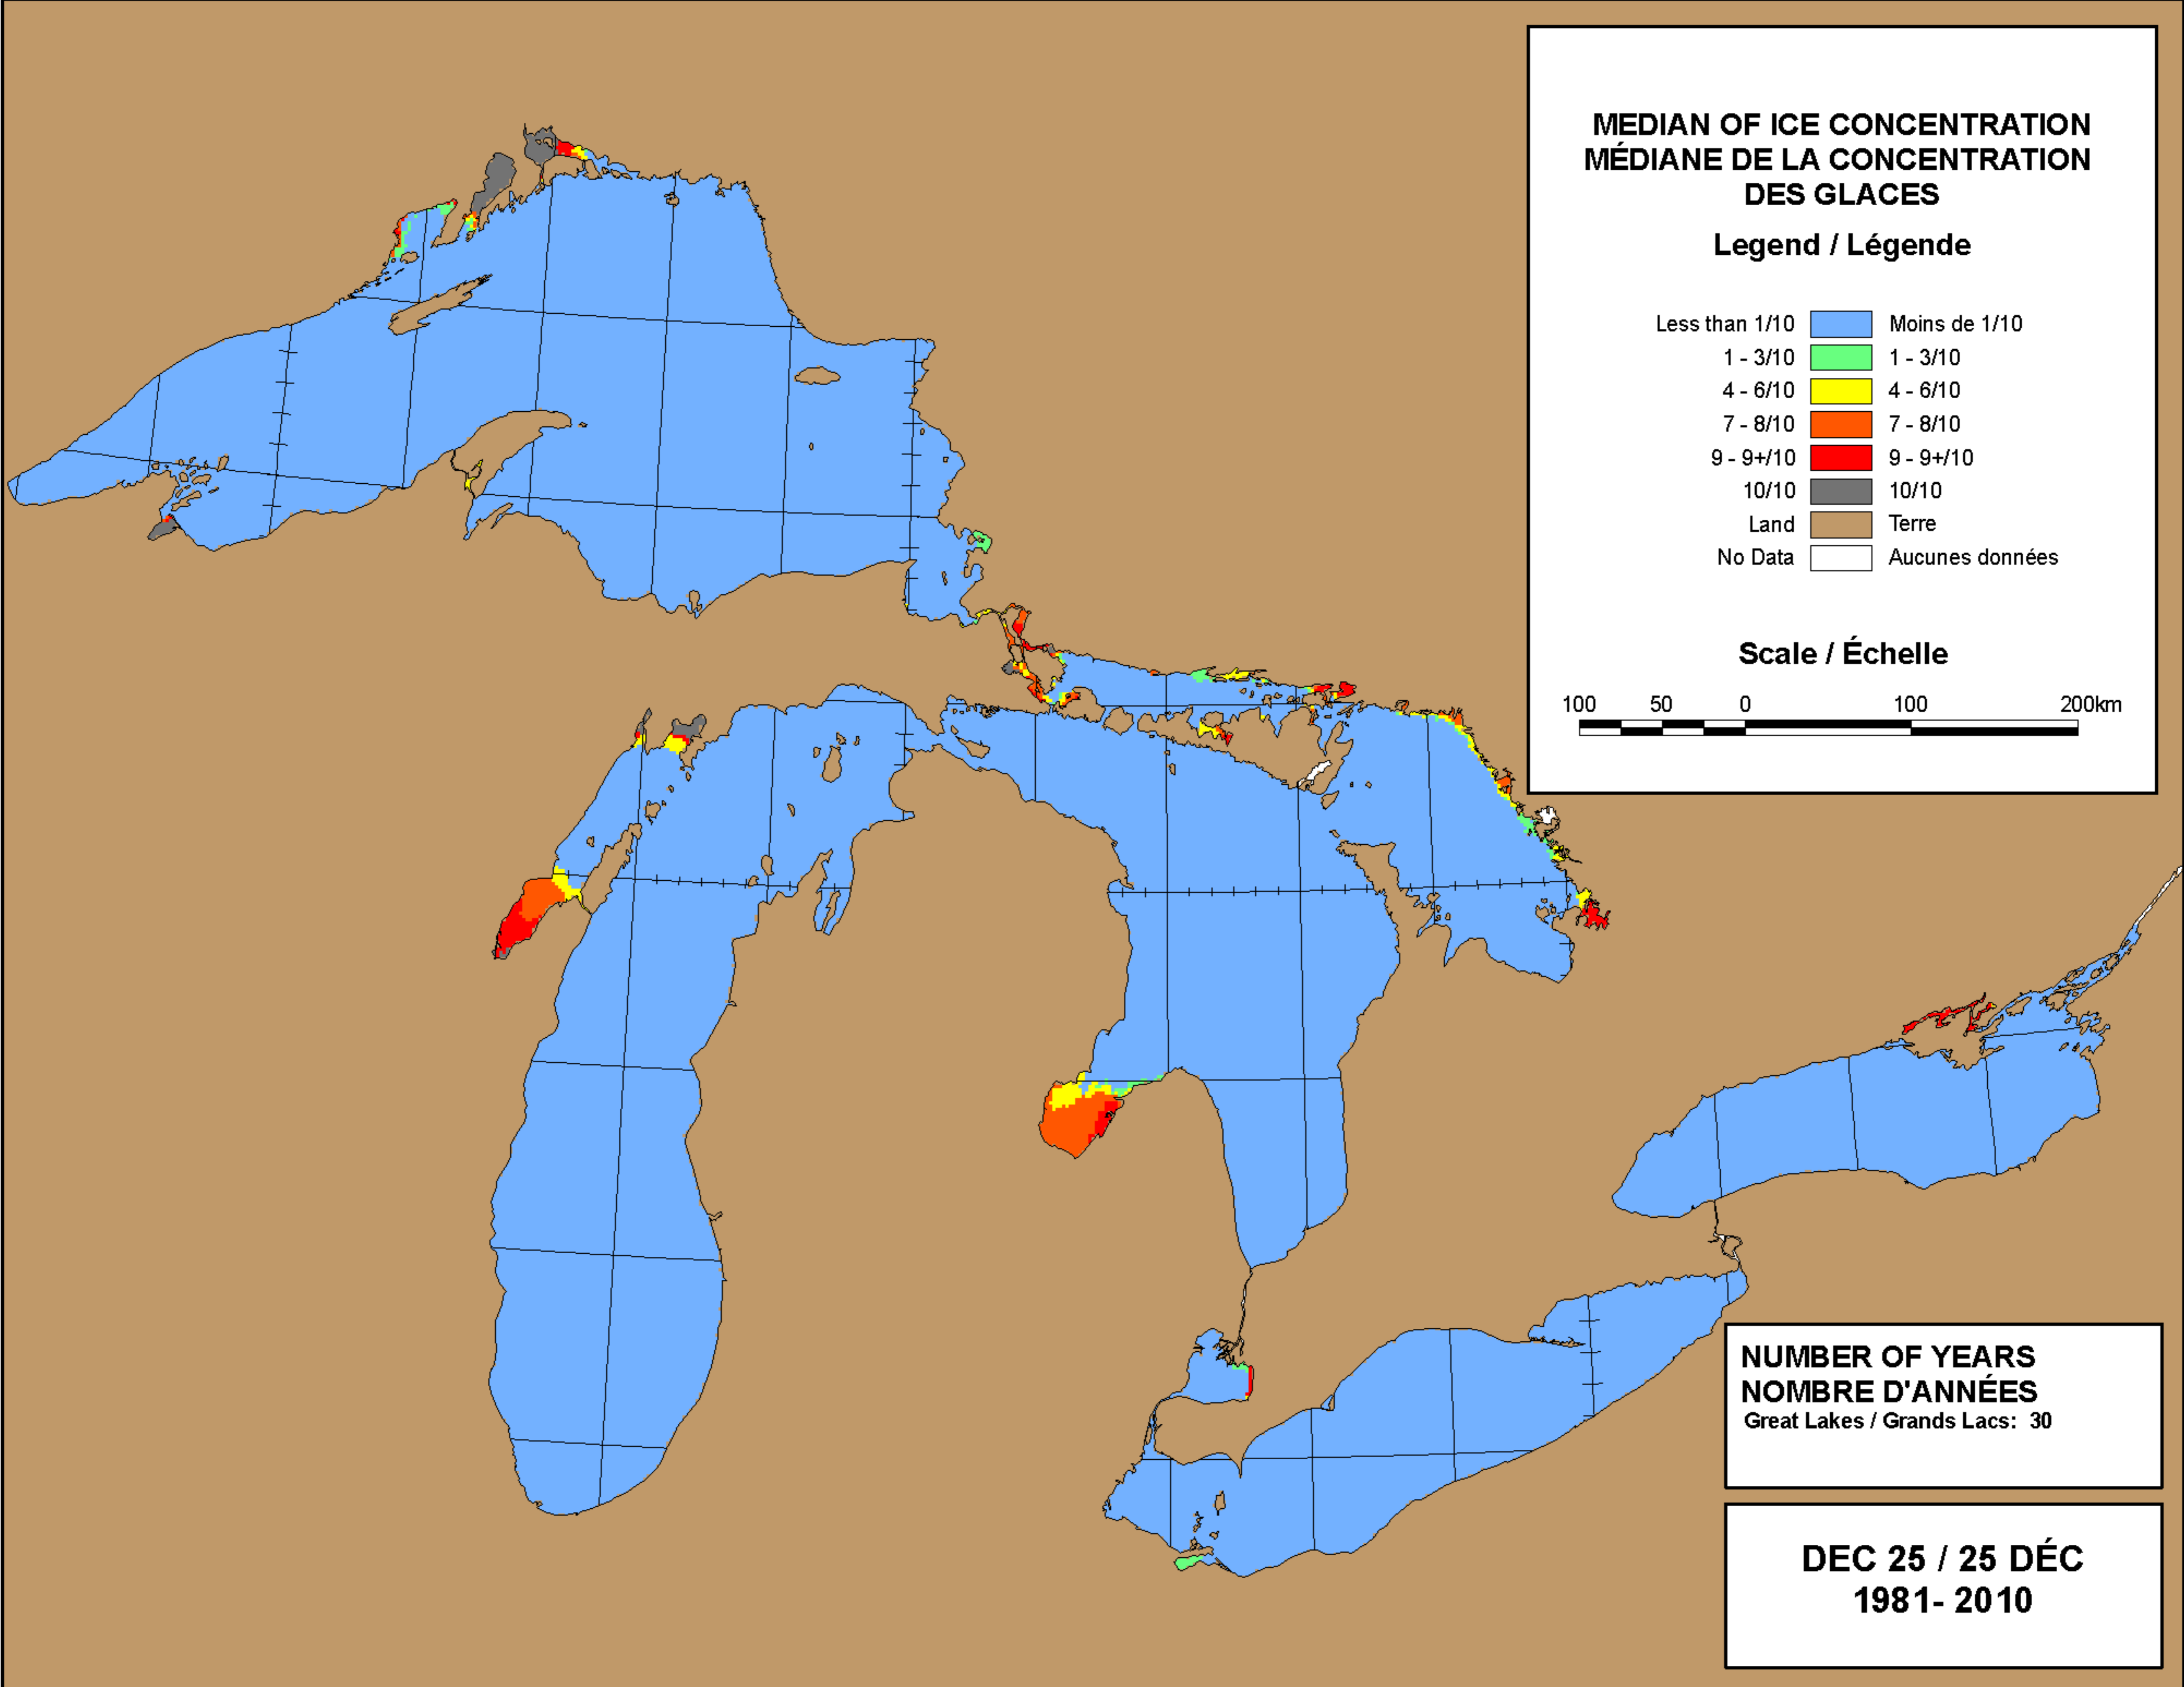 MEDIAN OF ICE CONCENTRATION
MÉDIANE DE LA CONCENTRATION
DES GLACES
Legend / Légende
Less than 1/10 Moins de 1/10
1 - 3/10 1 - 3/10
4 - 6/10 4 - 6/10
7 - 8/10 7 - 8/10
9 - 9+/10 9 - 9+/10
10/10 10/10
Land Terre
No Data Aucunes données
Scale / Échelle
100 50 0 100 200km
NUMBER OF YEARS
NOMBRE D'ANNÉES
Great Lakes / Grands Lacs: 30
DEC 25 / 25 DÉC
1981- 2010